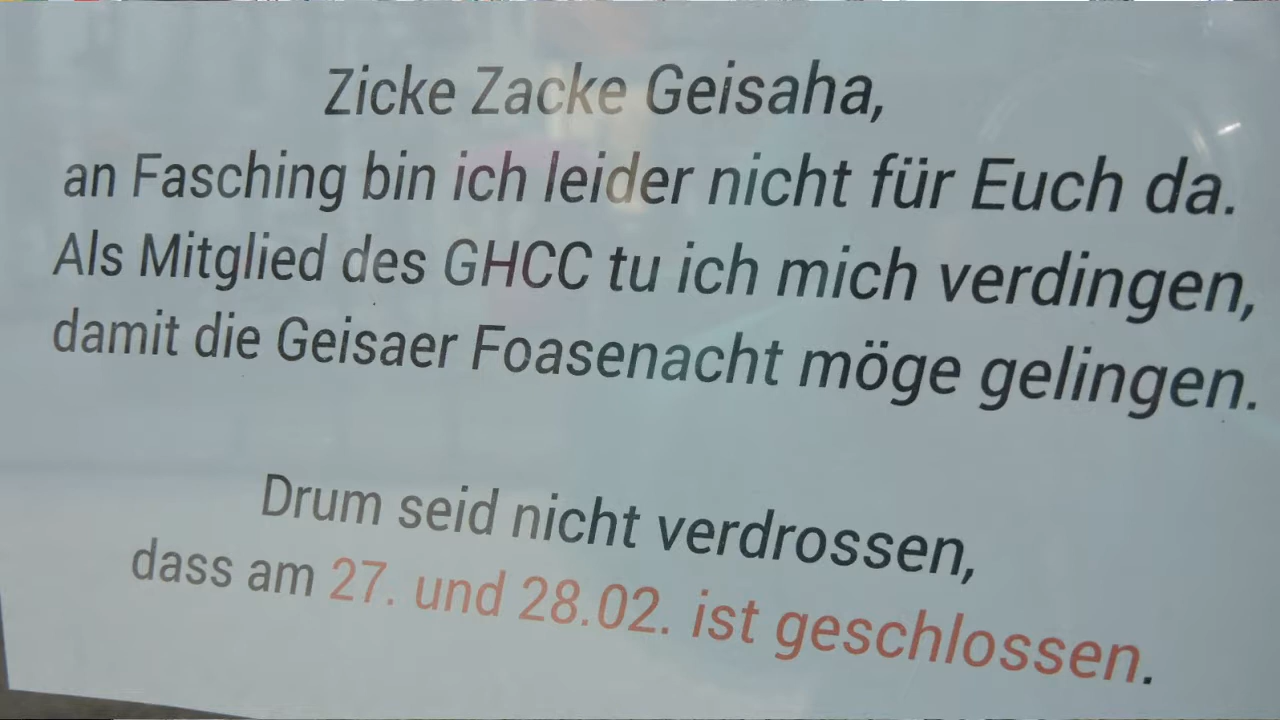 Zicke Zacke Geisaha,
an Fasching bin ich leider nicht für Euch da.
Als Mitglied des GHCC tu ich mich verdingen,
damit die Geisaer Foasenacht möge gelingen.
Drum seid nicht verdrossen,
dass am 27. und 28.02. ist geschlossen.